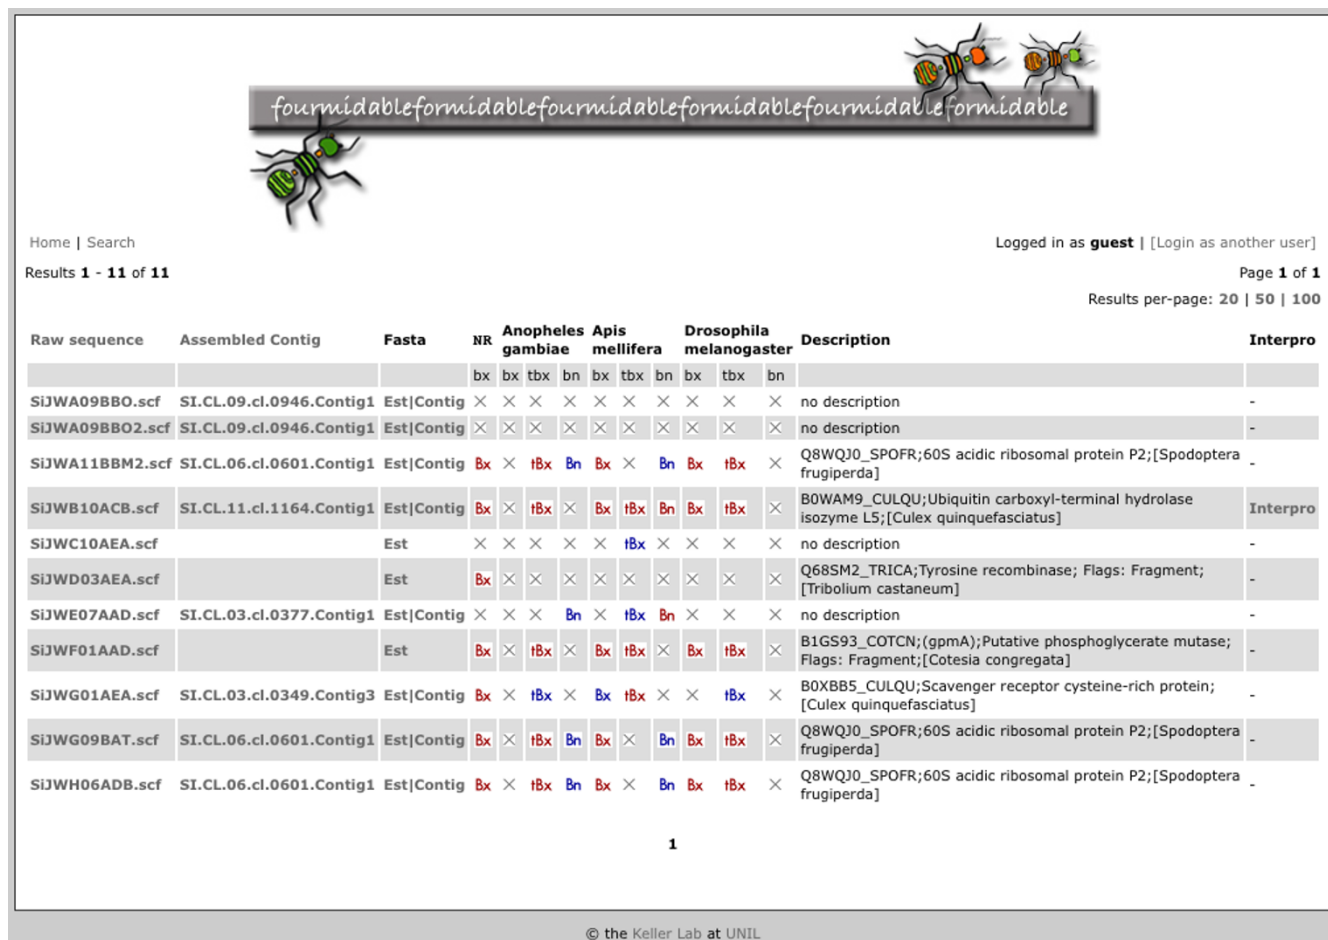 fourmidableformidablefourmidableformidablefourmidableformidable
Home | Search
Logged in as guest | [Login as another user]
Results 1 - 11 of 11
Page 1 of 1
Results per-page: 20 | 50 | 100
Raw sequence Assembled Contig Fasta NR Anopheles gambiae Apis mellifera Drosophila melanogaster Description Interpro
bx bx tbx bn bx tbx bn bx tbx bn
SiJWA09BBO.scf SI.CL.09.cl.0946.Contig1 Est|Contig × × × × × × × × × × no description -
SiJWA09BBO2.scf SI.CL.09.cl.0946.Contig1 Est|Contig × × × × × × × × × × no description -
SiJWA11BBM2.scf SI.CL.06.cl.0601.Contig1 Est|Contig Bx × tBx Bn Bx × Bn Bx tBx × Q8WQJ0_SPOFR;60S acidic ribosomal protein P2;[Spodoptera
frugiperda] -
SiJWB10ACB.scf SI.CL.11.cl.1164.Contig1 Est|Contig Bx × tBx × Bx tBx Bn Bx tBx × B0WAM9_CULQU;Ubiquitin carboxyl-terminal hydrolase
isozyme L5;[Culex quinquefasciatus] Interpro
SiJWC10AEA.scf Est × × × × × tBx × × × × no description -
SiJWD03AEA.scf Est Bx × × × × × × × × × Q68SM2_TRICA;Tyrosine recombinase; Flags: Fragment;
[Tribolium castaneum] -
SiJWE07AAD.scf SI.CL.03.cl.0377.Contig1 Est|Contig × × × Bn × tBx Bn × × × no description -
SiJWF01AAD.scf Est Bx × tBx × Bx tBx × Bx tBx × B1GS93_COTCN;(gpmA);Putative phosphoglycerate mutase;
Flags: Fragment;[Cotesia congregata] -
SiJWG01AEA.scf SI.CL.03.cl.0349.Contig3 Est|Contig Bx × tBx × Bx tBx × × tBx × B0XBB5_CULQU;Scavenger receptor cysteine-rich protein;
[Culex quinquefasciatus] -
SiJWG09BAT.scf SI.CL.06.cl.0601.Contig1 Est|Contig Bx × tBx Bn Bx × Bn Bx tBx × Q8WQJ0_SPOFR;60S acidic ribosomal protein P2;[Spodoptera
frugiperda] -
SiJWH06ADB.scf SI.CL.06.cl.0601.Contig1 Est|Contig Bx × tBx Bn Bx × Bn Bx tBx × Q8WQJ0_SPOFR;60S acidic ribosomal protein P2;[Spodoptera
frugiperda] -
1
© the Keller Lab at UNIL